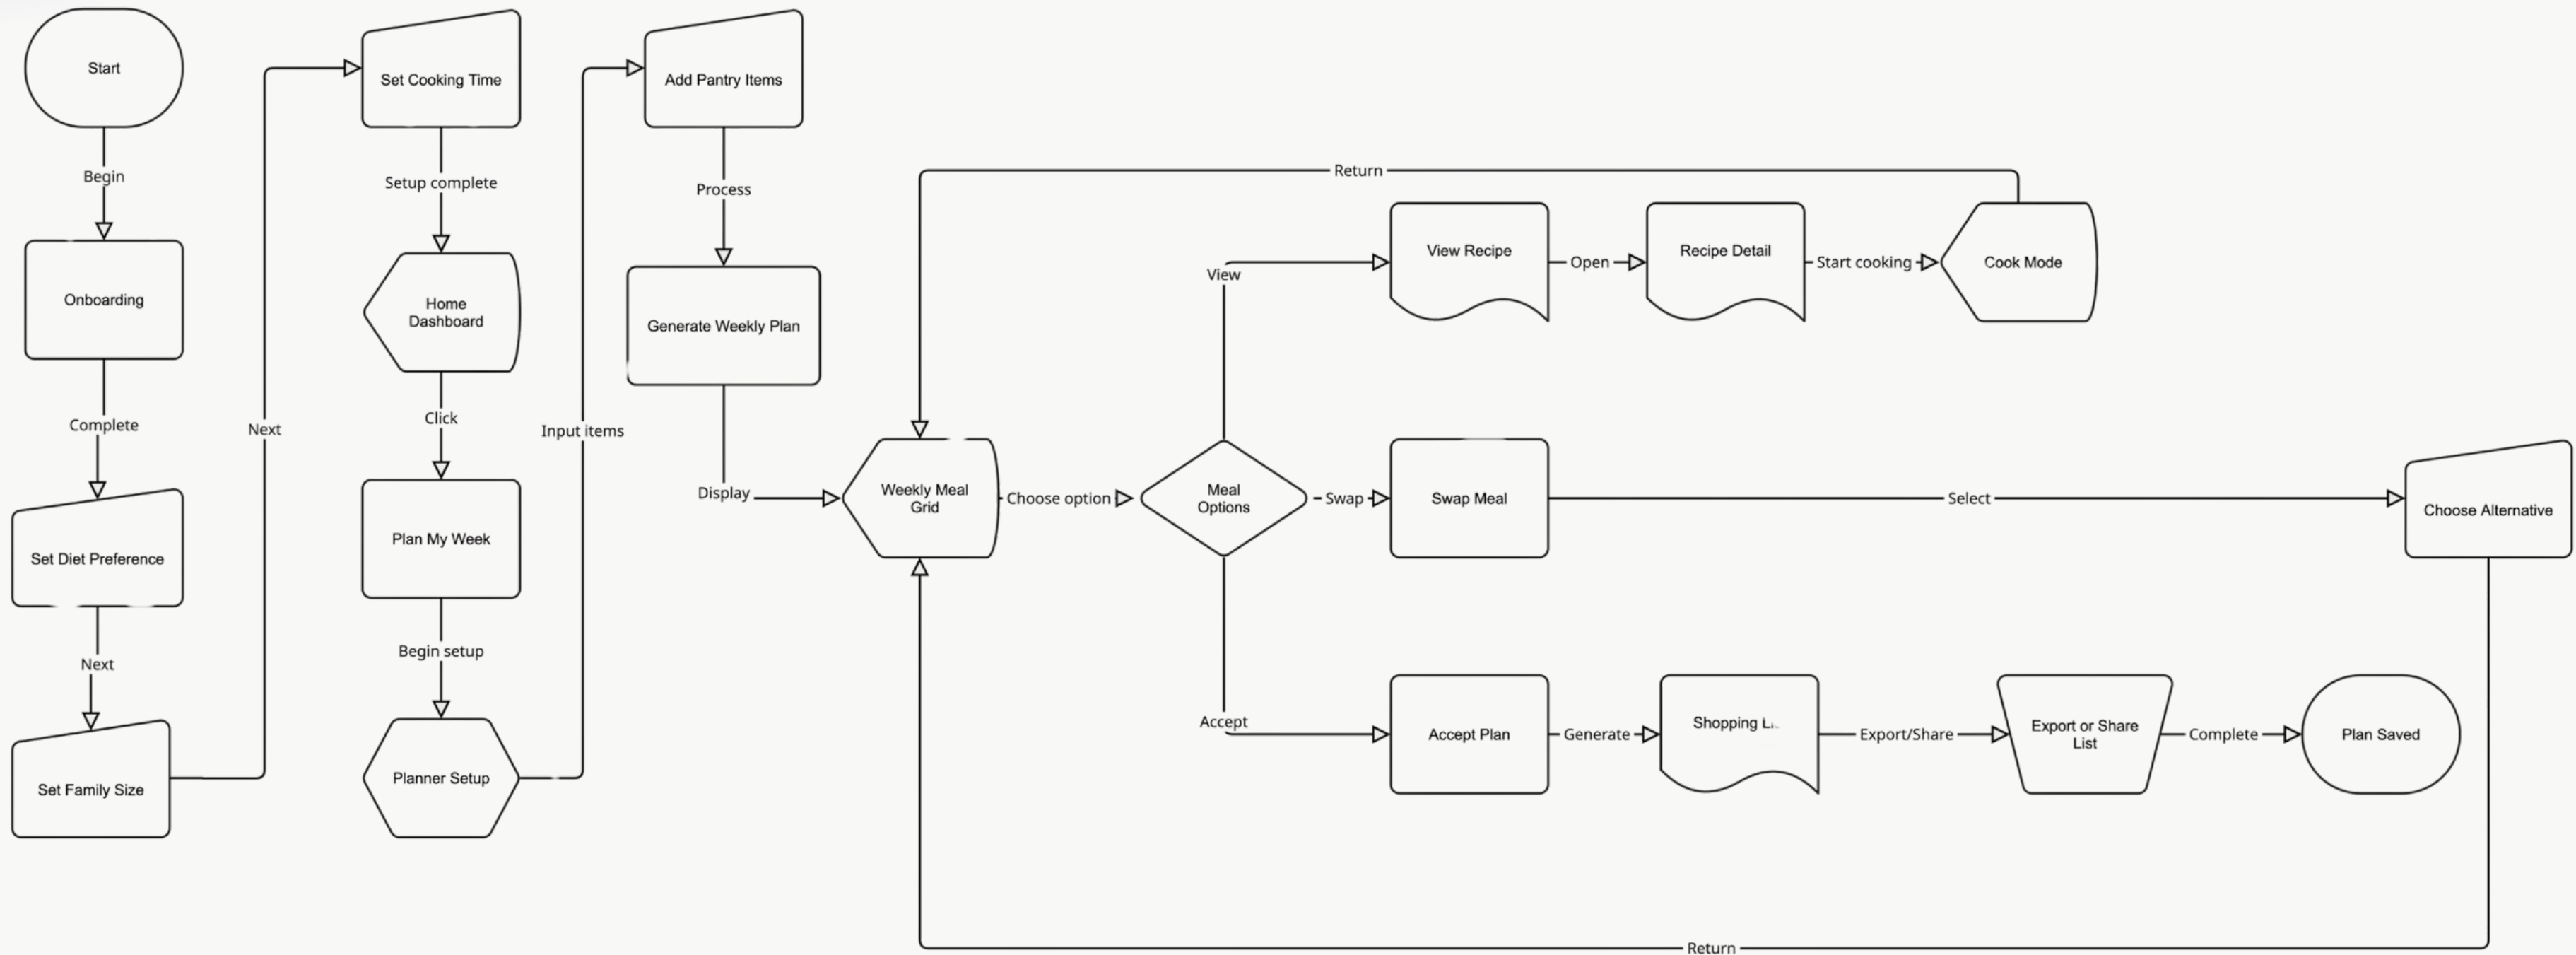 Start
Begin
Onboarding
Complete
Set Diet Preference
Next
Set Family Size
Next
Set Cooking Time
Setup complete
Home
Dashboard
Click
Plan My Week
Begin setup
Planner Setup
Input items
Add Pantry Items
Process
Generate Weekly Plan
Display
Weekly Meal
Grid
Choose option
Meal
Options
View
View Recipe
Open
Recipe Detail
Start cooking
Cook Mode
Return
Swap
Swap Meal
Select
Choose Alternative
Return
Accept
Accept Plan
Generate
Shopping
Export/Share
Export or Share
List
Complete
Plan Saved